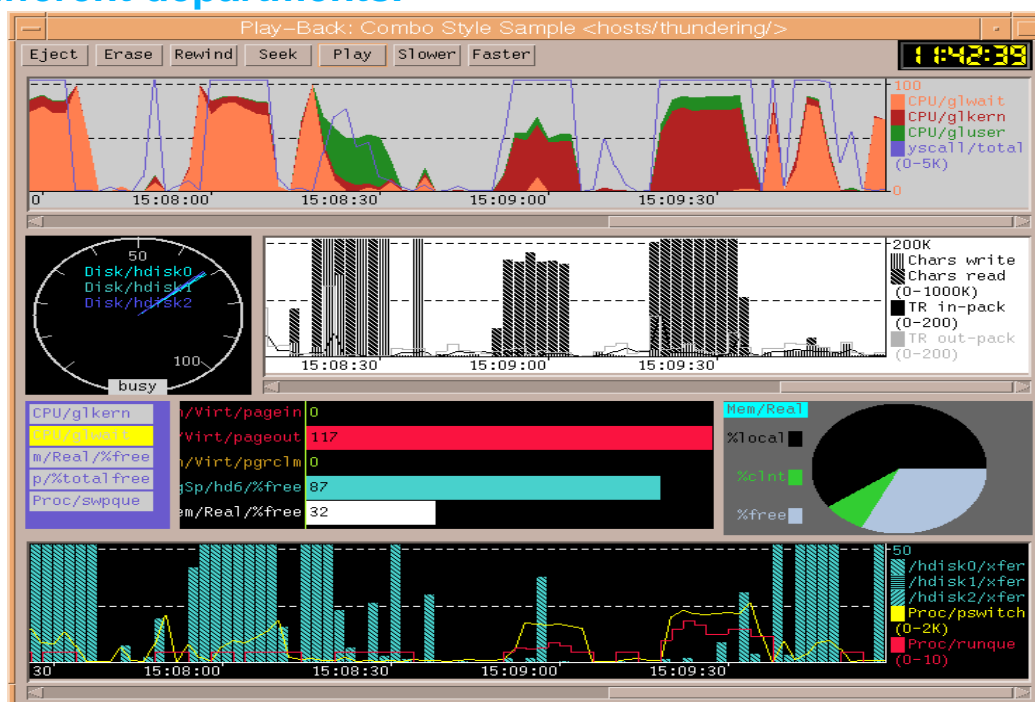 fferent departments.
Play-Back: Combo Style Sample <hosts/thundering/>
Eject Erase Rewind Seek Play Slower Faster
11:42:39
100
CPU/glwait
CPU/glkern
CPU/gluser
yscall/total
(0-5K)
0
0 15:08:00 15:08:30 15:09:00 15:09:30
50
Disk/hdisk0
Disk/hdisk1
Disk/hdisk2
100
busy
200K
Chars write
Chars read
(0-1000K)
TR in-pack
(0-200)
TR out-pack
(0-200)
15:08:30 15:09:00 15:09:30
CPU/glkern
CPU/glwait
m/Real/%free
p/%totalfree
Proc/swpque
n/Virt/pagein 0
/Virt/pageout 117
n/Virt/pgrclm 0
gSp/hd6/%free 87
em/Real/%free 32
Mem/Real
%local
%clnt
%free
50
/hdisk0/xfer
/hdisk1/xfer
/hdisk2/xfer
Proc/pswitch
(0-2K)
Proc/runque
(0-10)
30 15:08:00 15:08:30 15:09:00 15:09:30